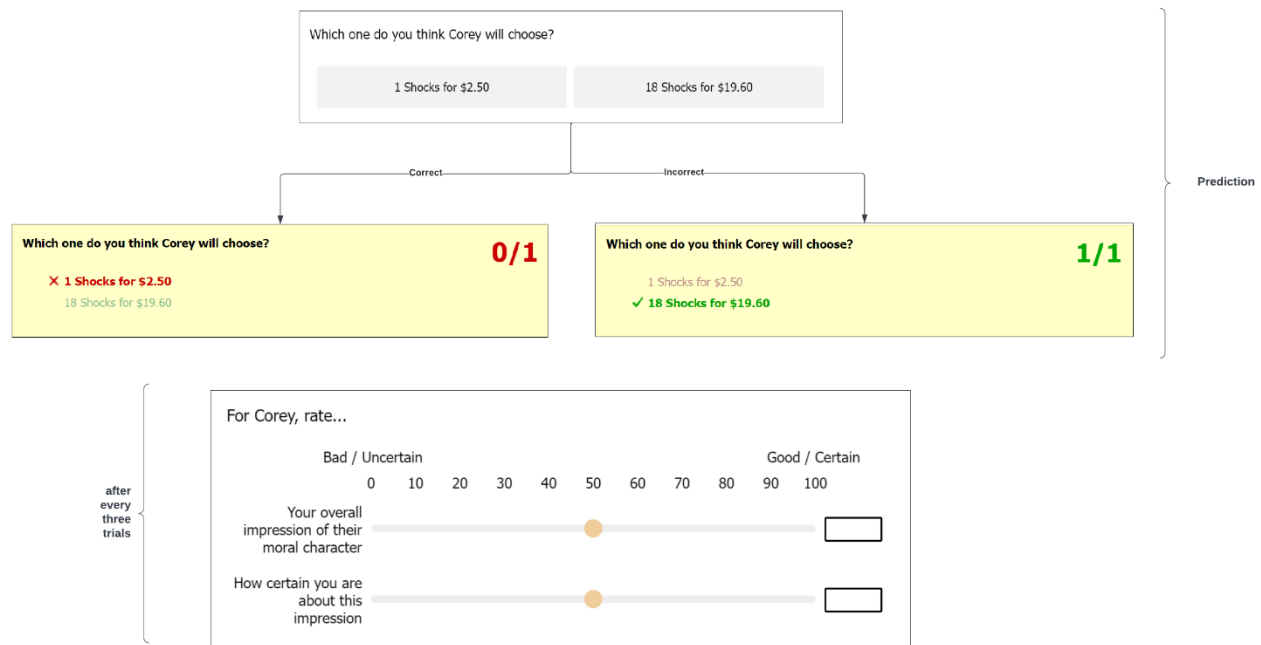 Which one do you think Corey will choose?
1 Shocks for $2.50
18 Shocks for $19.60
Prediction
Correct
Incorrect
Which one do you think Corey will choose?
0/1
✕ 1 Shocks for $2.50
18 Shocks for $19.60
Which one do you think Corey will choose?
1/1
1 Shocks for $2.50
✓ 18 Shocks for $19.60
after
every
three
trials
For Corey, rate...
Bad / Uncertain
Good / Certain
0 10 20 30 40 50 60 70 80 90 100
Your overall
impression of their
moral character
How certain you are
about this
impression